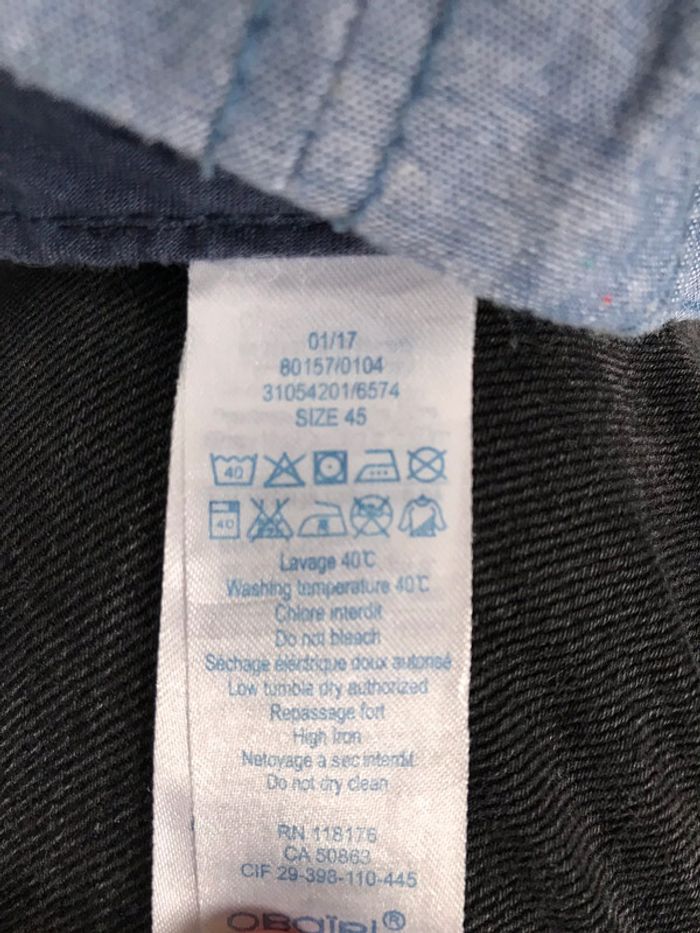 01/17
80157/0104
31054201/6574
SIZE 45
40
40
Lavage 40℃
Washing temperature 40℃
Chlore interdit
Do not bleach
Séchage éléctrique doux autorisé
Low tumble dry authorized
Repassage fort
High Iron
Netoyage à sec interdit
Do not dry clean
RN 118176
CA 50863
CIF 29-398-110-445
OBaïBI®